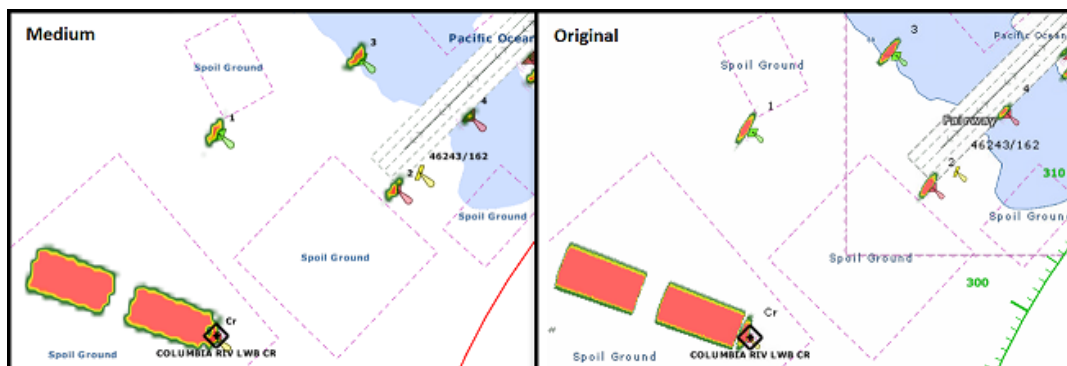 Medium
3
Pacific Ocean
Spoil Ground
4
1
46243/162
2
Spoil Ground
Spoil Ground
Cr
COLUMBIA RIV LWB CR
Spoil Ground
Original
3
Pacific Ocean
Spoil Ground
4
1
Fairway
46243/162
2
310
Spoil Ground
Spoil Ground
300
Cr
COLUMBIA RIV LWB CR
Spoil Ground